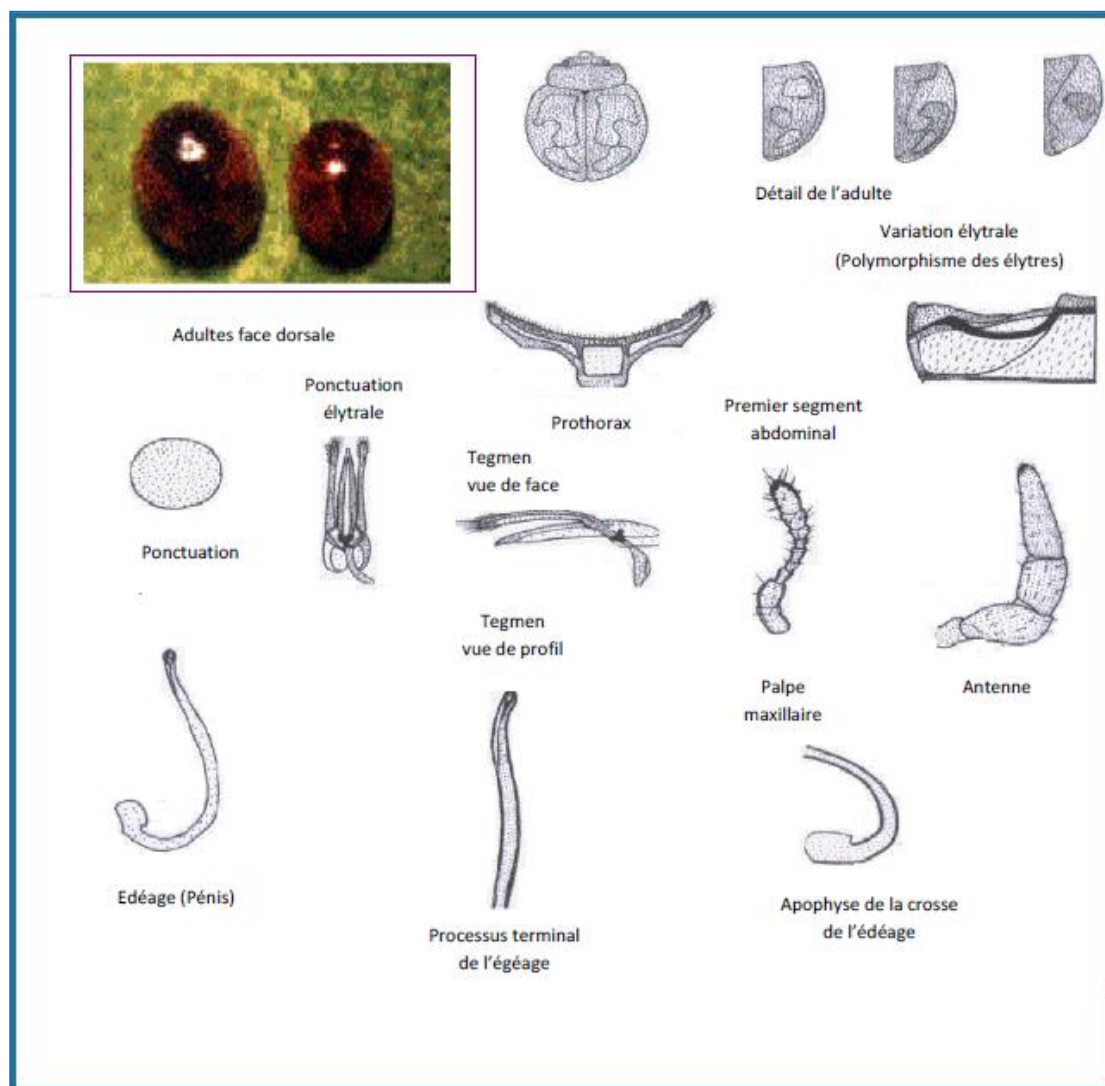 Détail de l'adulte
Variation élytrale
(Polymorphisme des élytres)
Adultes face dorsale
Ponctuation
élytrale
Prothorax
Premier segment
abdominal
Tegmen
vue de face
Ponctuation
Tegmen
vue de profil
Palpe
maxillaire
Antenne
Edéage (Pénis)
Processus terminal
de l'égéage
Apophyse de la crosse
de l'édéage